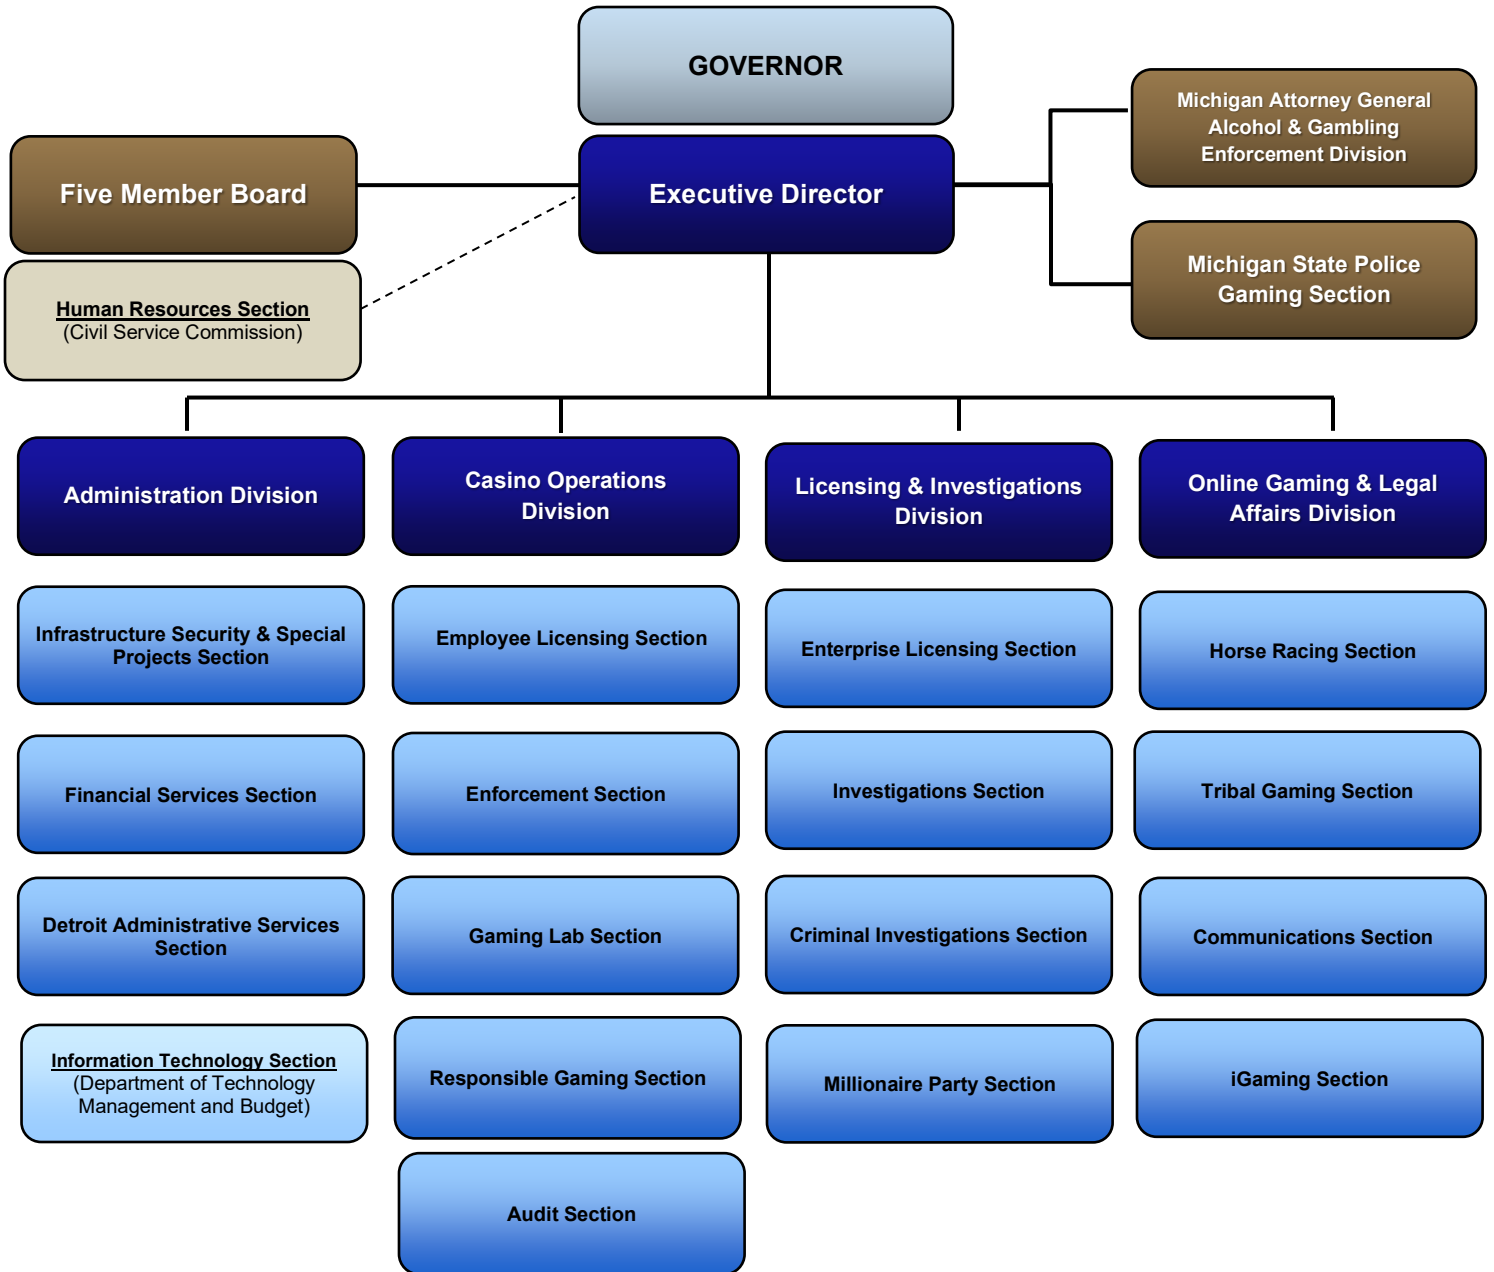 GOVERNOR
Michigan Attorney General
Alcohol & Gambling
Enforcement Division
Five Member Board
Executive Director
Michigan State Police
Gaming Section
Human Resources Section
(Civil Service Commission)
Administration Division
Casino Operations
Division
Licensing & Investigations
Division
Online Gaming & Legal
Affairs Division
Infrastructure Security & Special
Projects Section
Employee Licensing Section
Enterprise Licensing Section
Horse Racing Section
Financial Services Section
Enforcement Section
Investigations Section
Tribal Gaming Section
Detroit Administrative Services
Section
Gaming Lab Section
Criminal Investigations Section
Communications Section
Information Technology Section
(Department of Technology
Management and Budget)
Responsible Gaming Section
Millionaire Party Section
iGaming Section
Audit Section